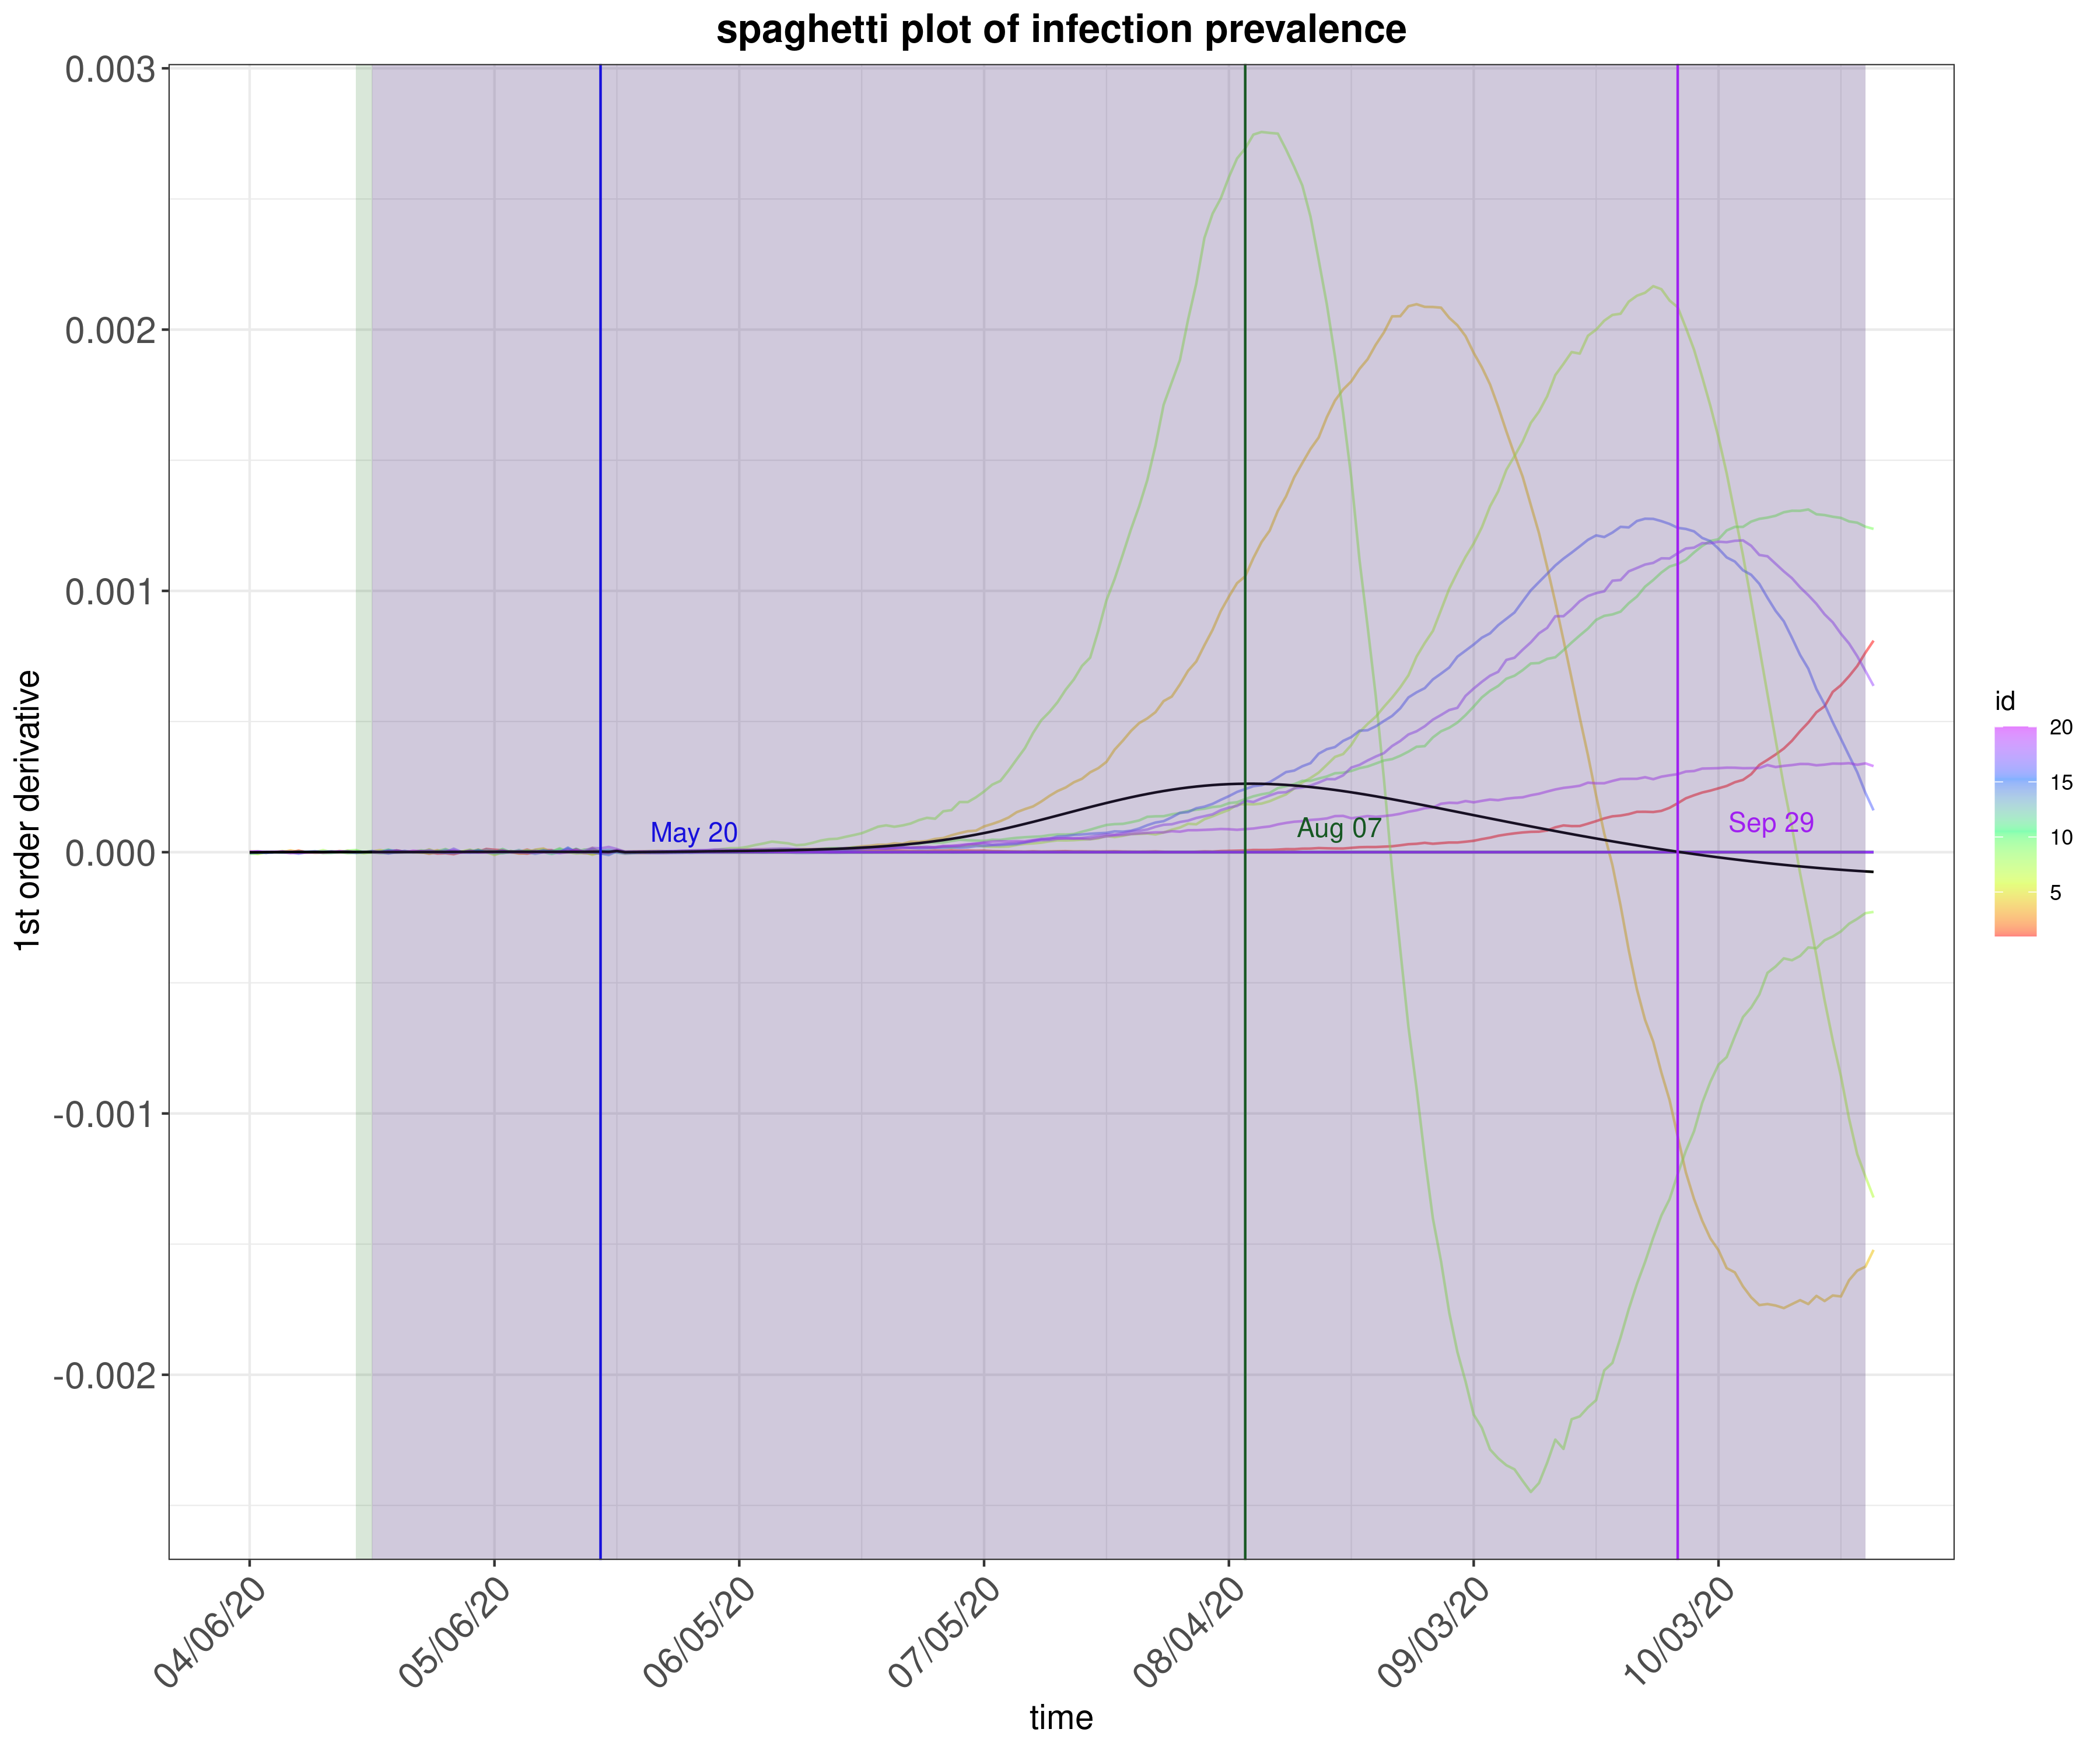 spaghetti plot of infection prevalence
0.003
0.002
0.001
0.000
-0.001
-0.002
1st order derivative
May 20
Aug 07
Sep 29
id
20
15
10
5
04/06/20
05/06/20
06/05/20
07/05/20
08/04/20
09/03/20
10/03/20
time